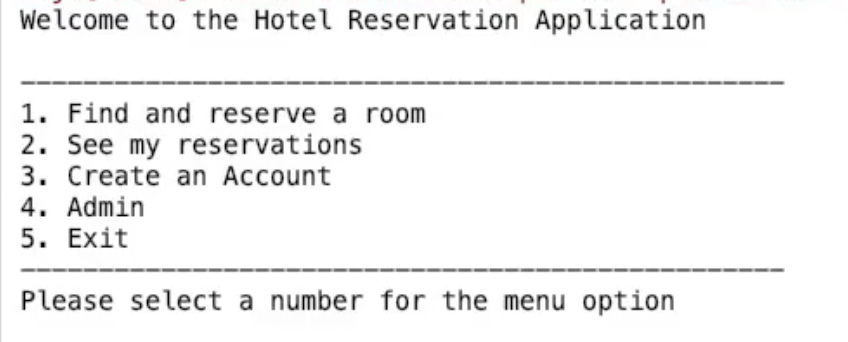 Welcome to the Hotel Reservation Application
--------------------------------------------------
1. Find and reserve a room
2. See my reservations
3. Create an Account
4. Admin
5. Exit
--------------------------------------------------
Please select a number for the menu option